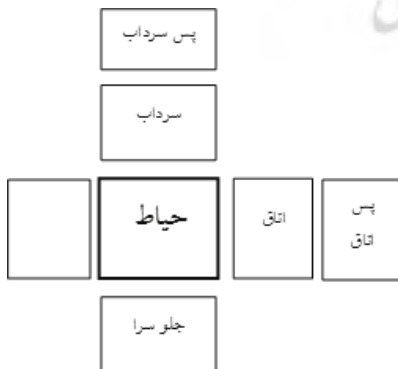 پس سرداب
سرداب
حیاط
اتاق
پس
اتاق
جلو سرا